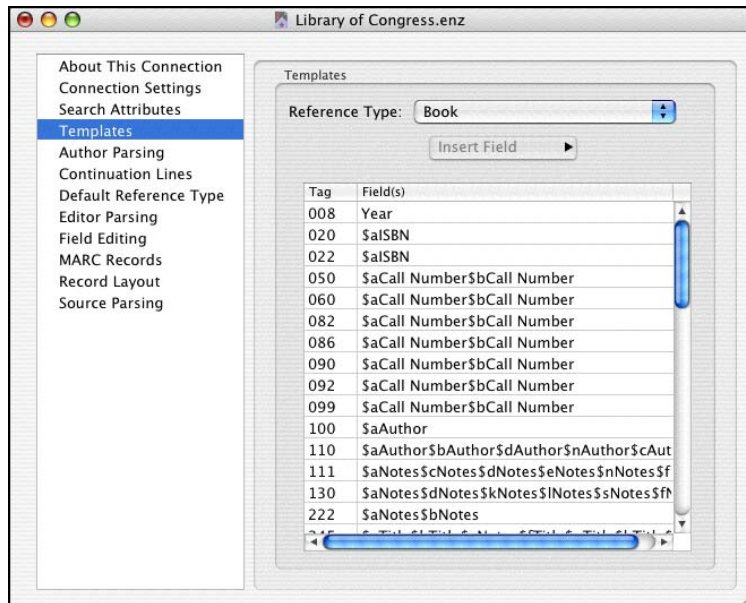 Library of Congress.enz
About This Connection
Connection Settings
Search Attributes
Templates
Author Parsing
Continuation Lines
Default Reference Type
Editor Parsing
Field Editing
MARC Records
Record Layout
Source Parsing
Templates
Reference Type: Book
Insert Field
Tag Field(s)
008 Year
020 $aISBN
022 $aISBN
050 $aCall Number$bCall Number
060 $aCall Number$bCall Number
082 $aCall Number$bCall Number
086 $aCall Number$bCall Number
090 $aCall Number$bCall Number
092 $aCall Number$bCall Number
099 $aCall Number$bCall Number
100 $aAuthor
110 $aAuthor$bAuthor$dAuthor$nAuthor$cAut
111 $aNotes$cNotes$dNotes$eNotes$nNotes$f
130 $aNotes$dNotes$kNotes$lNotes$sNotes$fN
222 $aNotes$bNotes